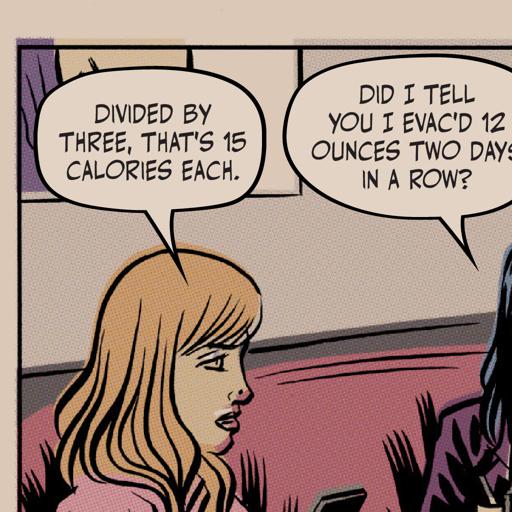 DIVIDED BY
THREE, THAT'S 15
CALORIES EACH.
DID I TELL
YOU I EVAC'D 12
OUNCES TWO DAYS
IN A ROW?